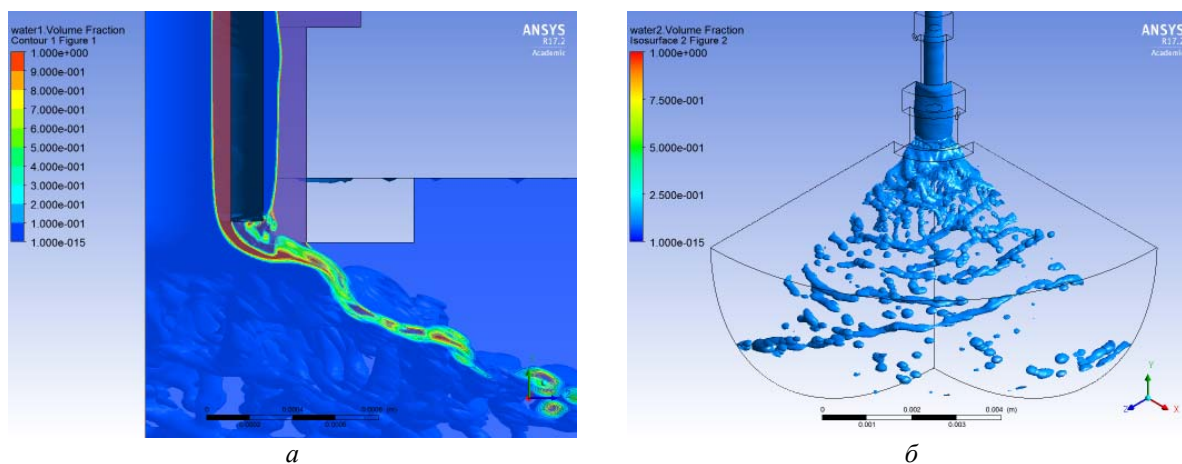 water1.Volume Fraction
Contour 1 Figure 1
1.000e+000
9.000e-001
8.000e-001
7.000e-001
6.000e-001
5.000e-001
4.000e-001
3.000e-001
2.000e-001
1.000e-001
1.000e-015
ANSYS
R17.2
Academic
0
0.0004
(m)
а
water2.Volume Fraction
Isosurface 2 Figure 2
1.000e+000
7.500e-001
5.000e-001
2.500e-001
1.000e-015
ANSYS
R17.2
Academic
Y
Z
X
0
0.002
0.004
(m)
0.001
0.003
б